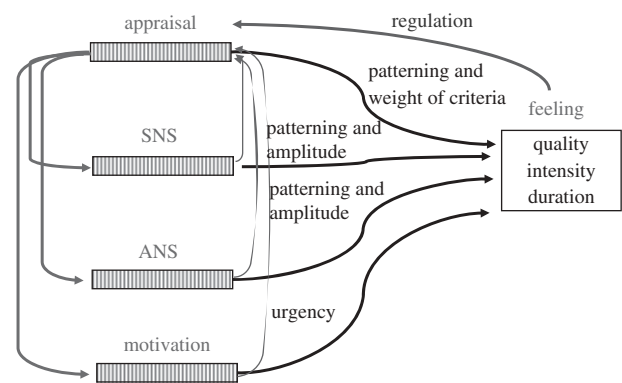 appraisal
regulation
patterning and
weight of criteria
feeling
SNS
patterning and
amplitude
quality
intensity
duration
patterning and
amplitude
ANS
urgency
motivation